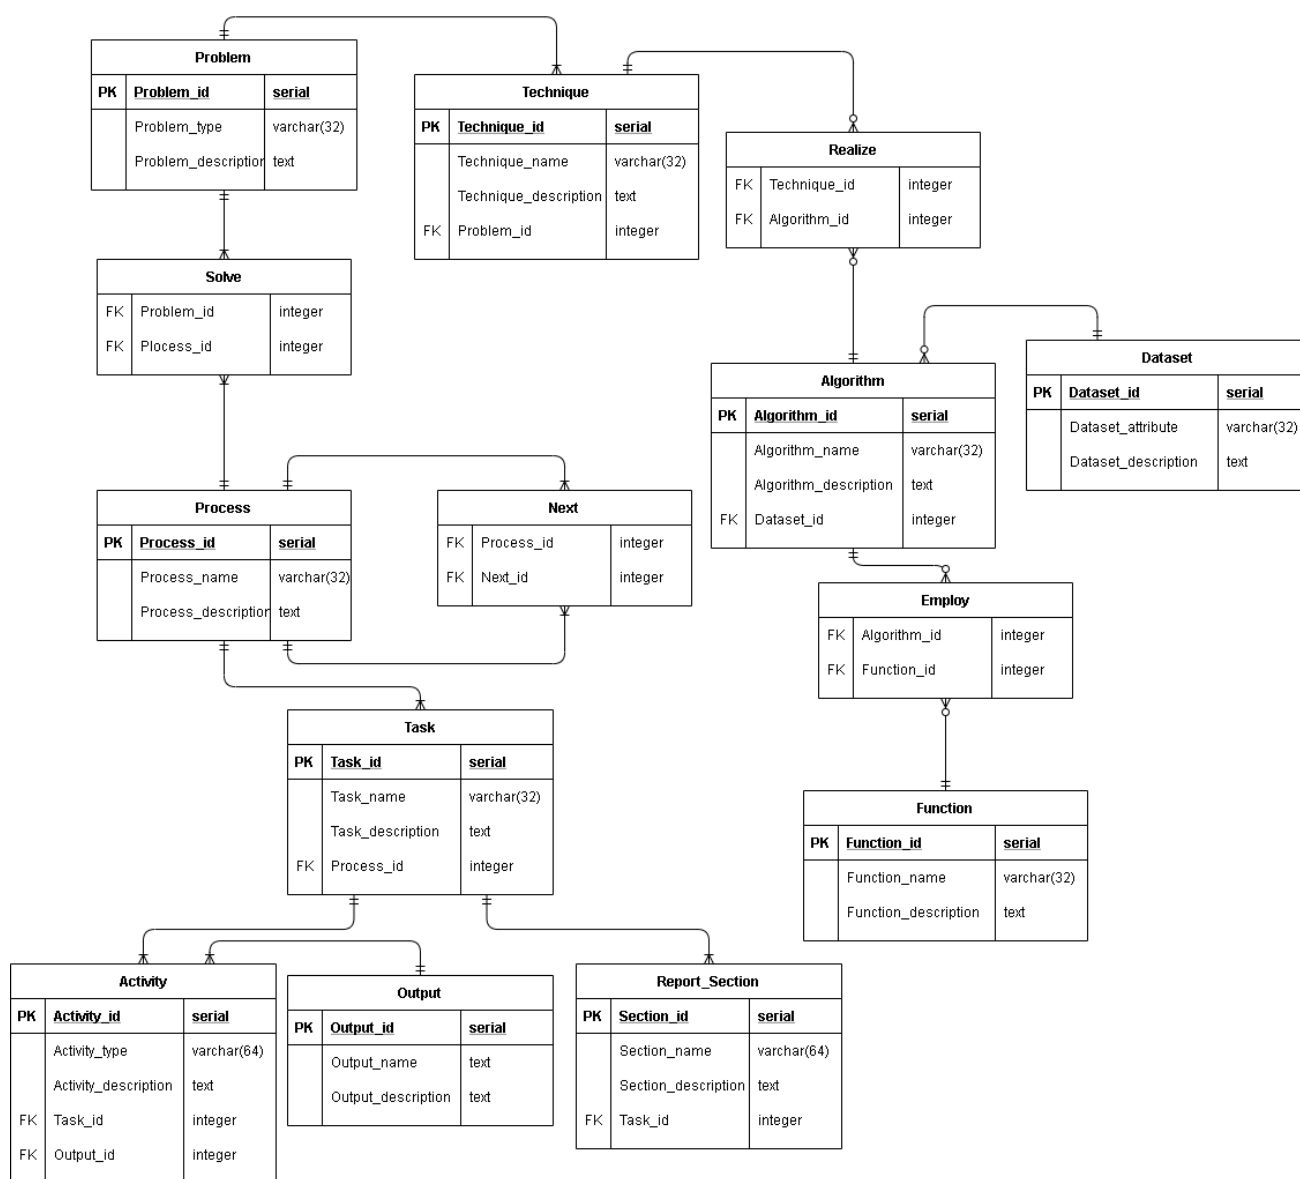 Problem
PK Problem_id serial
Problem_type varchar(32)
Problem_description text
Technique
PK Technique_id serial
Technique_name varchar(32)
Technique_description text
FK Problem_id integer
Realize
FK Technique_id integer
FK Algorithm_id integer
Solve
FK Problem_id integer
FK Plocess_id integer
Algorithm
PK Algorithm_id serial
Algorithm_name varchar(32)
Algorithm_description text
FK Dataset_id integer
Dataset
PK Dataset_id serial
Dataset_attribute varchar(32)
Dataset_description text
Process
PK Process_id serial
Process_name varchar(32)
Process_description text
Next
FK Process_id integer
FK Next_id integer
Employ
FK Algorithm_id integer
FK Function_id integer
Task
PK Task_id serial
Task_name varchar(32)
Task_description text
FK Process_id integer
Function
PK Function_id serial
Function_name varchar(32)
Function_description text
Activity
PK Activity_id serial
Activity_type varchar(64)
Activity_description text
FK Task_id integer
FK Output_id integer
Output
PK Output_id serial
Output_name text
Output_description text
Report_Section
PK Section_id serial
Section_name varchar(64)
Section_description text
FK Task_id integer